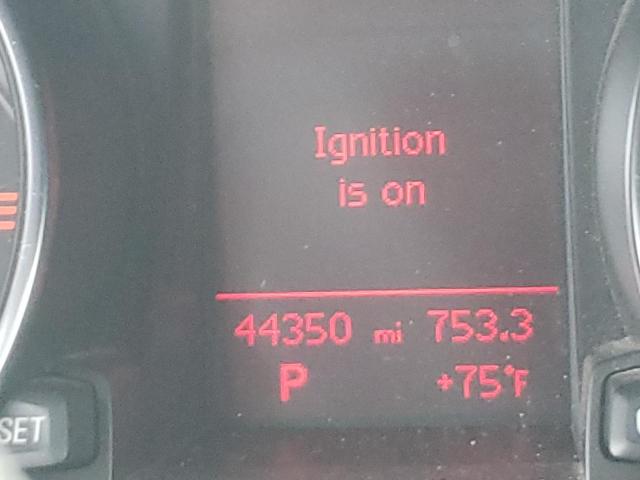 Ignition
is on
44350 mi 753.3
P +75°F
SET